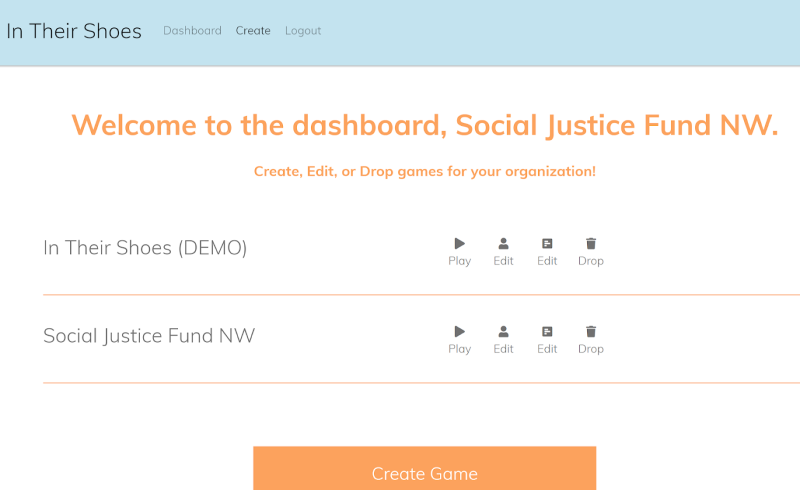 In Their Shoes Dashboard Create Logout
Welcome to the dashboard, Social Justice Fund NW.
Create, Edit, or Drop games for your organization!
In Their Shoes (DEMO)
Play Edit Edit Drop
Social Justice Fund NW
Play Edit Edit Drop
Create Game